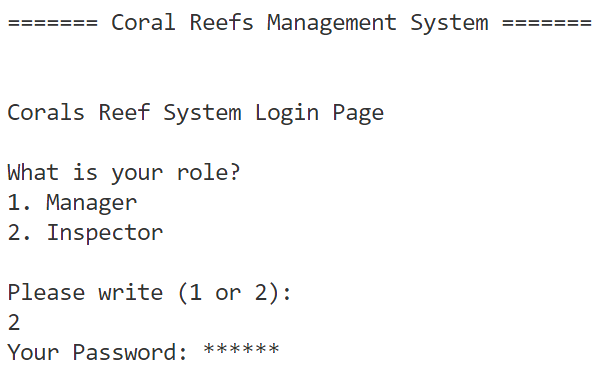 ======= Coral Reefs Management System =======
Corals Reef System Login Page
What is your role?
1. Manager
2. Inspector
Please write (1 or 2):
2
Your Password: ******